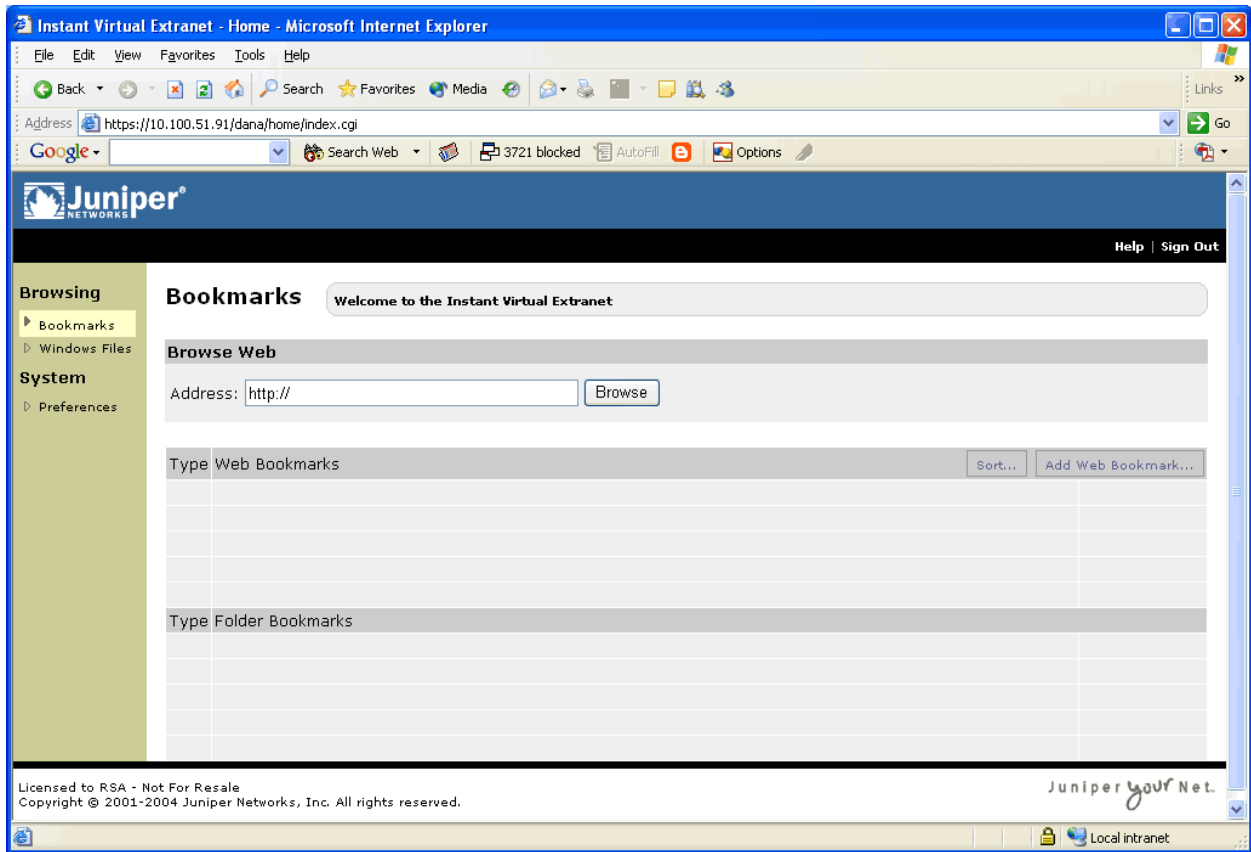 Instant Virtual Extranet - Home - Microsoft Internet Explorer
File Edit View Favorites Tools Help
Back Search Favorites Media Links »
Address https://10.100.51.91/dana/home/index.cgi Go
Google Search Web 3721 blocked AutoFill Options
Juniper®
NETWORKS
Help | Sign Out
Browsing
Bookmarks
Windows Files
System
Preferences
Bookmarks Welcome to the Instant Virtual Extranet
Browse Web
Address: http:// Browse
Type Web Bookmarks Sort... Add Web Bookmark...
Type Folder Bookmarks
Licensed to RSA - Not For Resale
Copyright © 2001-2004 Juniper Networks, Inc. All rights reserved.
Juniper your Net.
Local intranet